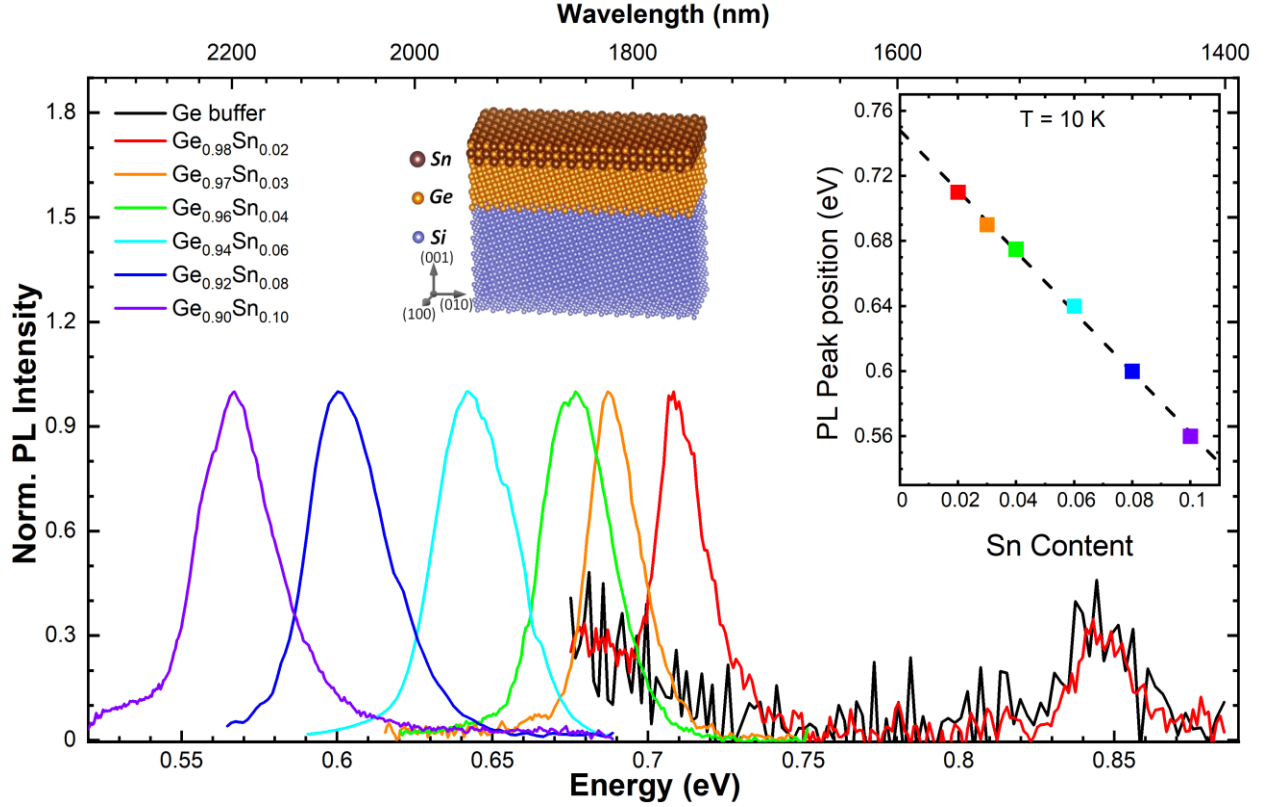 Wavelength (nm)
2200 2000 1800 1600 1400
Norm. PL Intensity
1.8
1.5
1.2
0.9
0.6
0.3
0
Ge buffer
Ge₀.₉₈Sn₀.₀₂
Ge₀.₉₇Sn₀.₀₃
Ge₀.₉₆Sn₀.₀₄
Ge₀.₉₄Sn₀.₀₆
Ge₀.₉₂Sn₀.₀₈
Ge₀.₉₀Sn₀.₁₀
Sn
Ge
Si
(001)
(100)
(010)
T = 10 K
PL Peak position (eV)
0.76
0.72
0.68
0.64
0.6
0.56
0 0.02 0.04 0.06 0.08 0.1
Sn Content
0.55 0.6 0.65 0.7 0.75 0.8 0.85
Energy (eV)